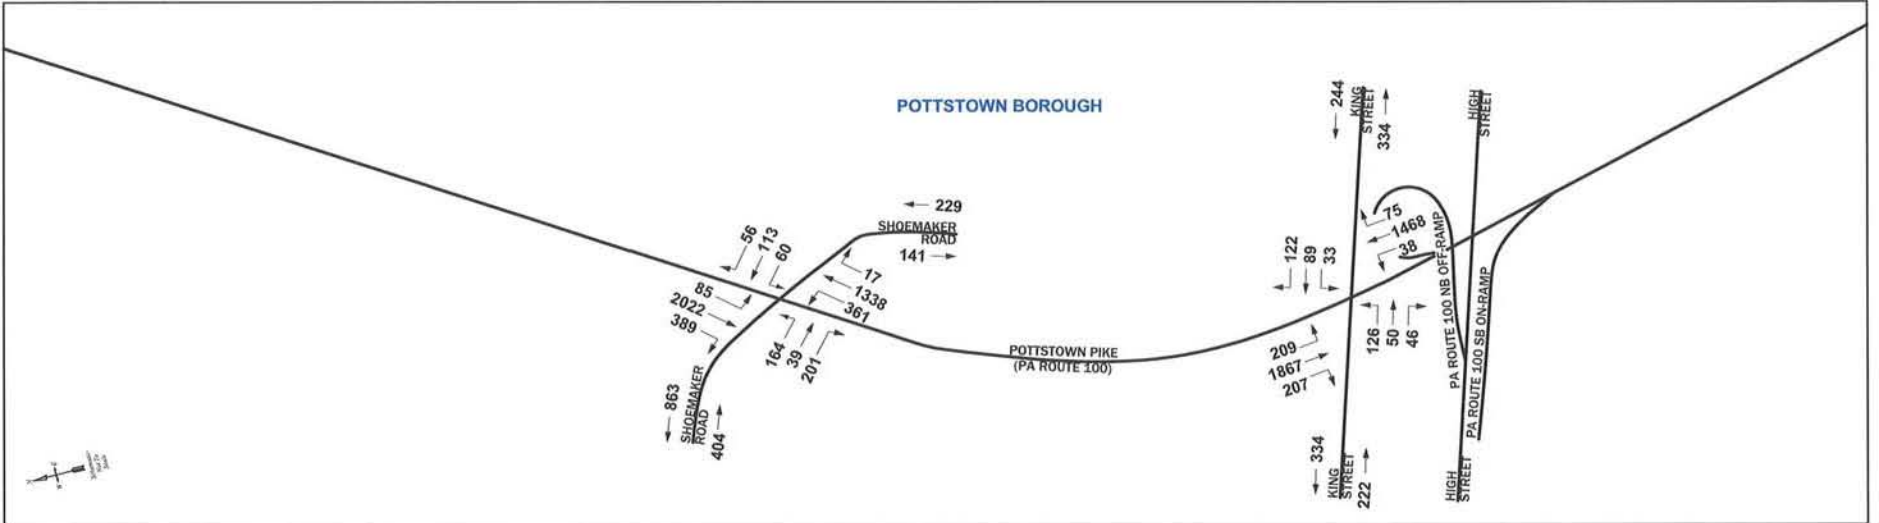 POTTSTOWN BOROUGH
244
KING
STREET
334
HIGH
STREET
229
SHOEMAKER
ROAD
141
56
113
60
85
2022
389
17
1338
361
164
39
201
863
SHOEMAKER
ROAD
404
POTTSTOWN PIKE
(PA ROUTE 100)
122
89
33
75
1468
38
126
50
46
209
1867
207
PA ROUTE 100 NB OFF-RAMP
PA ROUTE 100 SB ON-RAMP
334
KING
STREET
222
HIGH
STREET